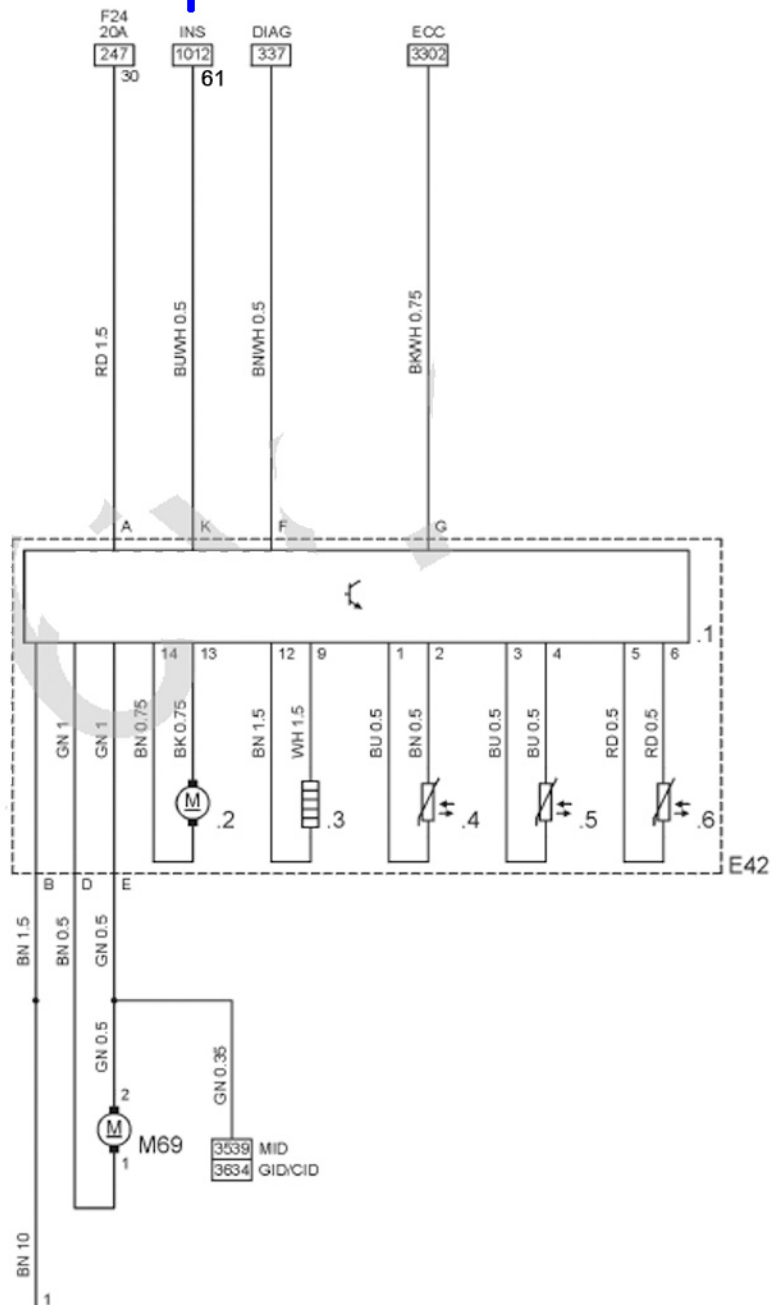 F24
20A INS DIAG ECC
247 1012 337 3302
30 61
RD 1.5
BUWH 0.5
BNWH 0.5
BKWH 0.75
A K F G
.1
14 13 12 9 1 2 3 4 5 6
GN 1
GN 1
BN 0.75
BK 0.75
BN 1.5
WH 1.5
BU 0.5
BN 0.5
BU 0.5
BU 0.5
RD 0.5
RD 0.5
M .2 .3 .4 .5 .6
E42
B D E
BN 1.5
BN 0.5
GN 0.5
GN 0.5
GN 0.35
2
M M69
1
3539 MID
3634 GID/CID
BN 10
1